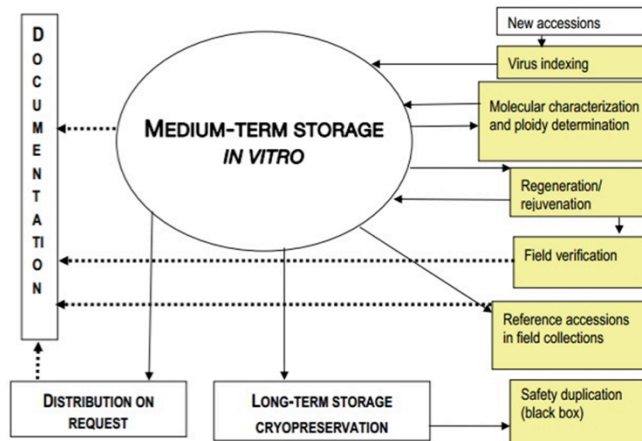 DOCUMENTATION
New accessions
Virus indexing
Molecular characterization
and ploidy determination
MEDIUM-TERM STORAGE
IN VITRO
Regeneration/
rejuvenation
Field verification
Reference accessions
in field collections
DISTRIBUTION ON
REQUEST
LONG-TERM STORAGE
CRYOPRESERVATION
Safety duplication
(black box)